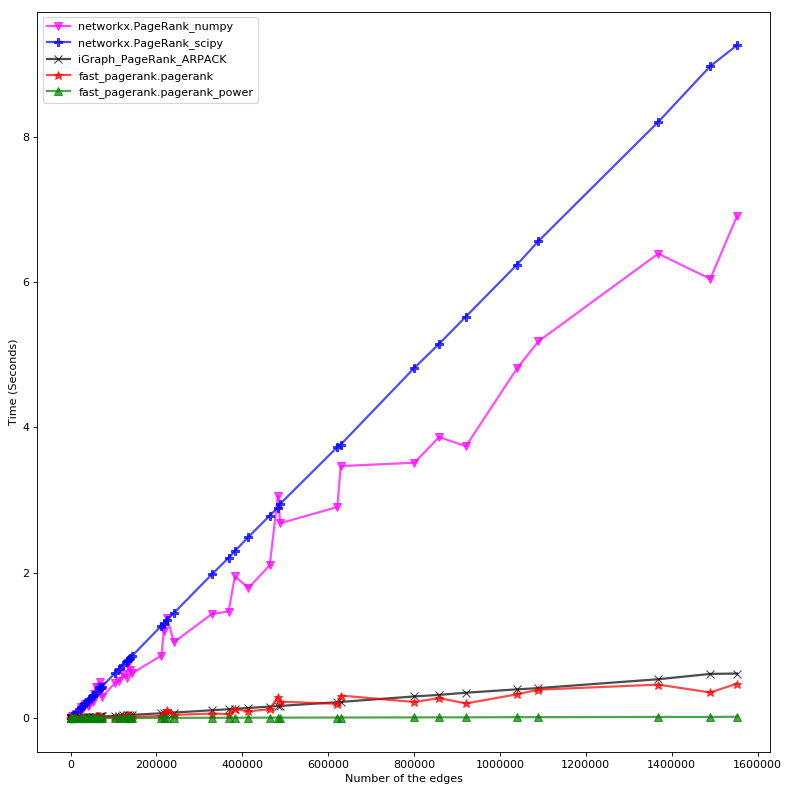 networkx.PageRank_numpy
networkx.PageRank_scipy
iGraph_PageRank_ARPACK
fast_pagerank.pagerank
fast_pagerank.pagerank_power
8
6
4
2
0
Time (Seconds)
0 200000 400000 600000 800000 1000000 1200000 1400000 1600000
Number of the edges